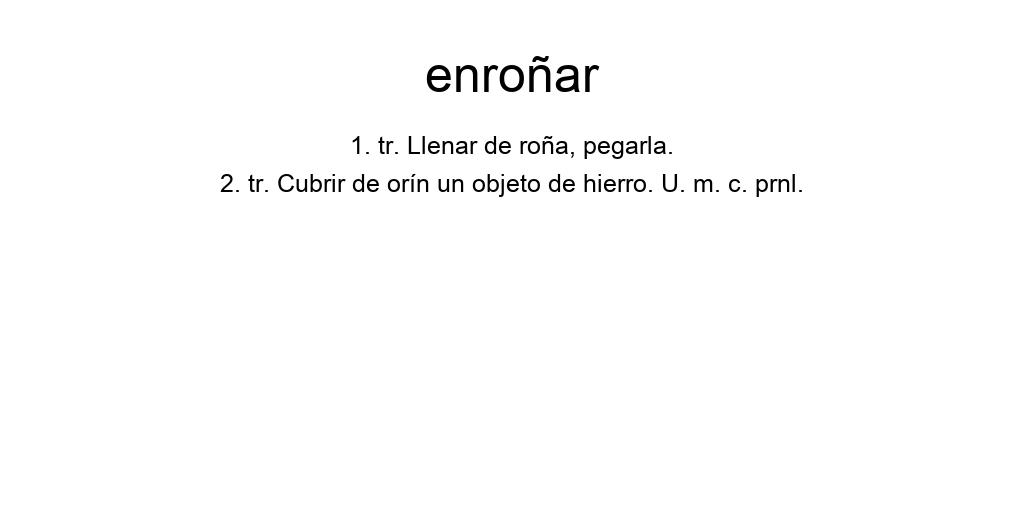 enroñar
1. tr. Llenar de roña, pegarla.
2. tr. Cubrir de orín un objeto de hierro. U. m. c. prnl.